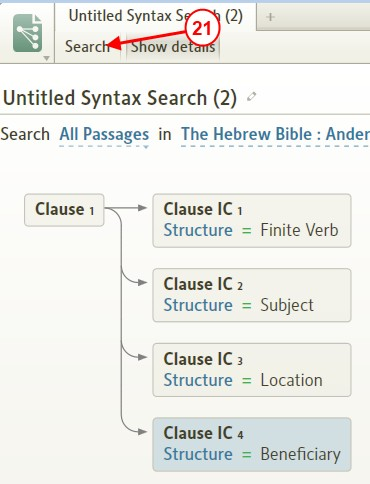 Untitled Syntax Search (2) +
21
Search Show details
Untitled Syntax Search (2)
Search All Passages in The Hebrew Bible : Ander
Clause 1
Clause IC 1
Structure = Finite Verb
Clause IC 2
Structure = Subject
Clause IC 3
Structure = Location
Clause IC 4
Structure = Beneficiary